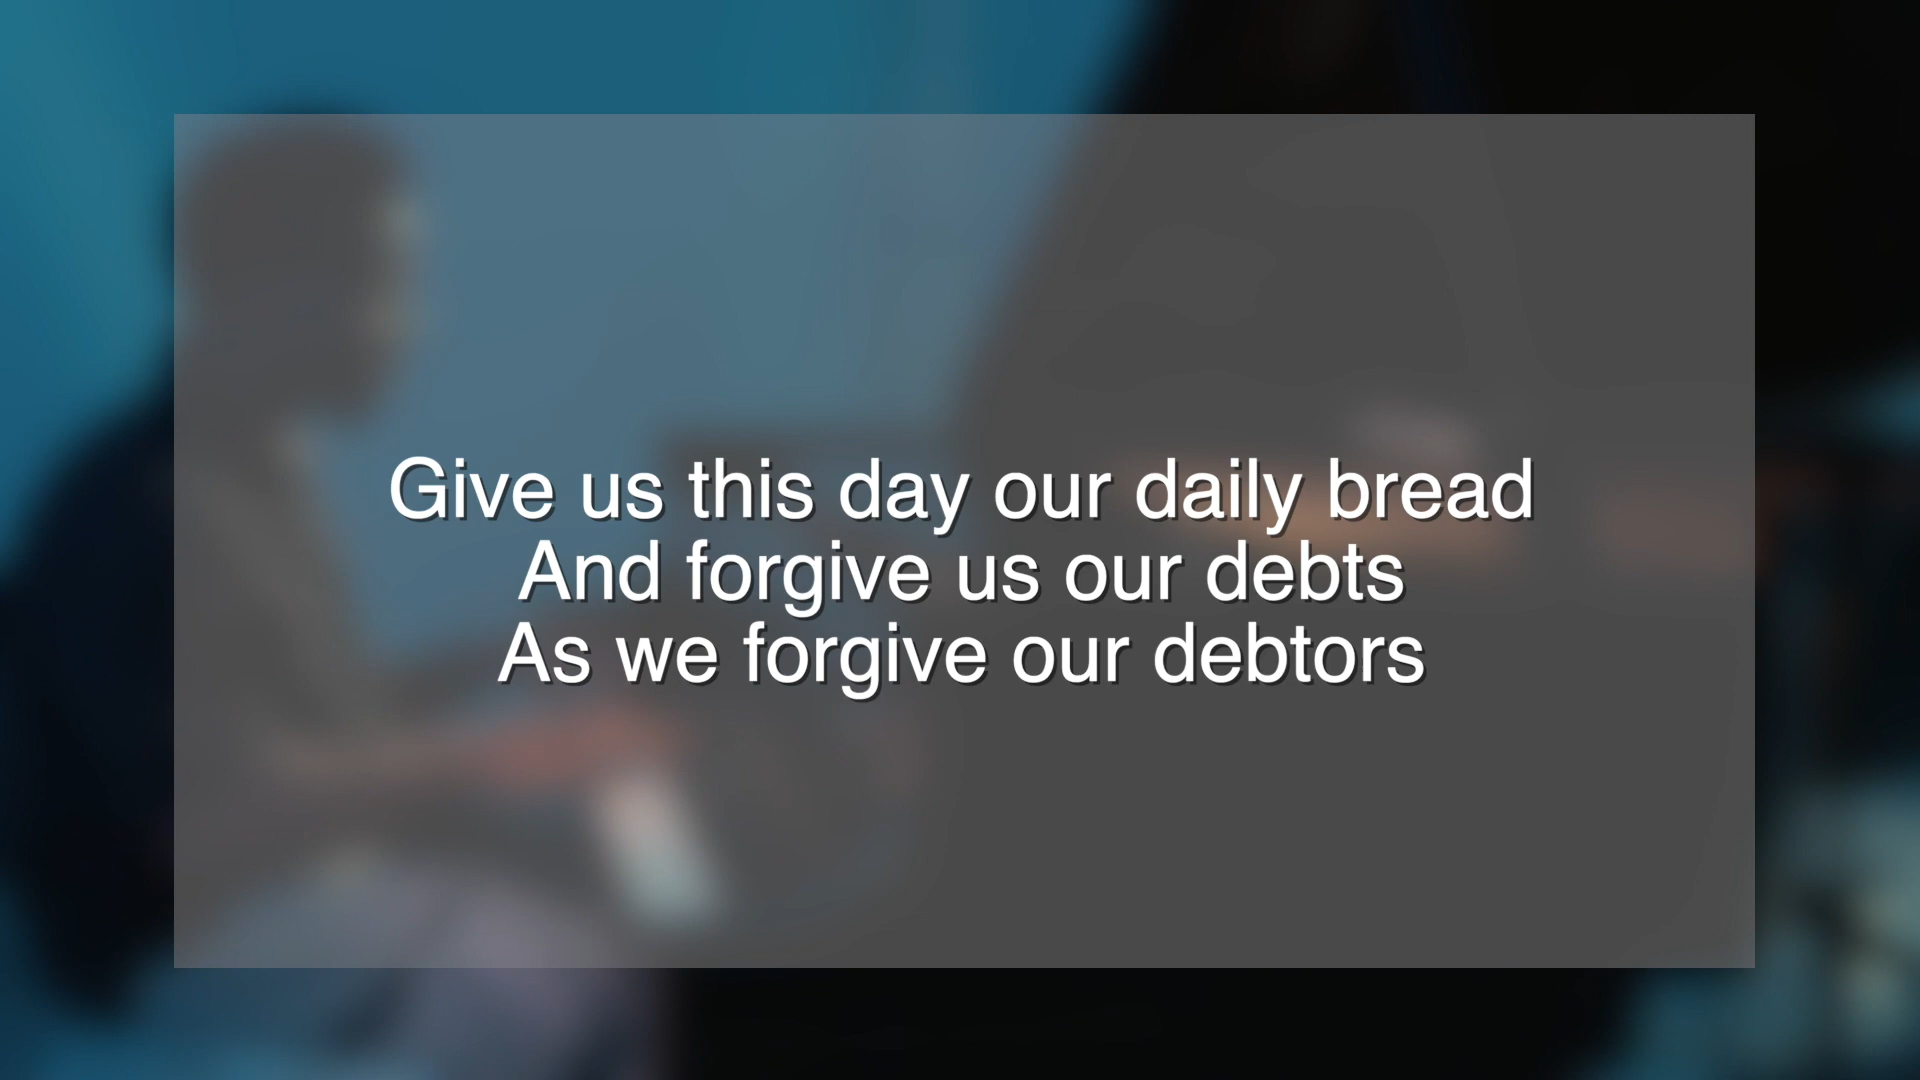 Give us this day our daily bread
And forgive us our debts
As we forgive our debtors